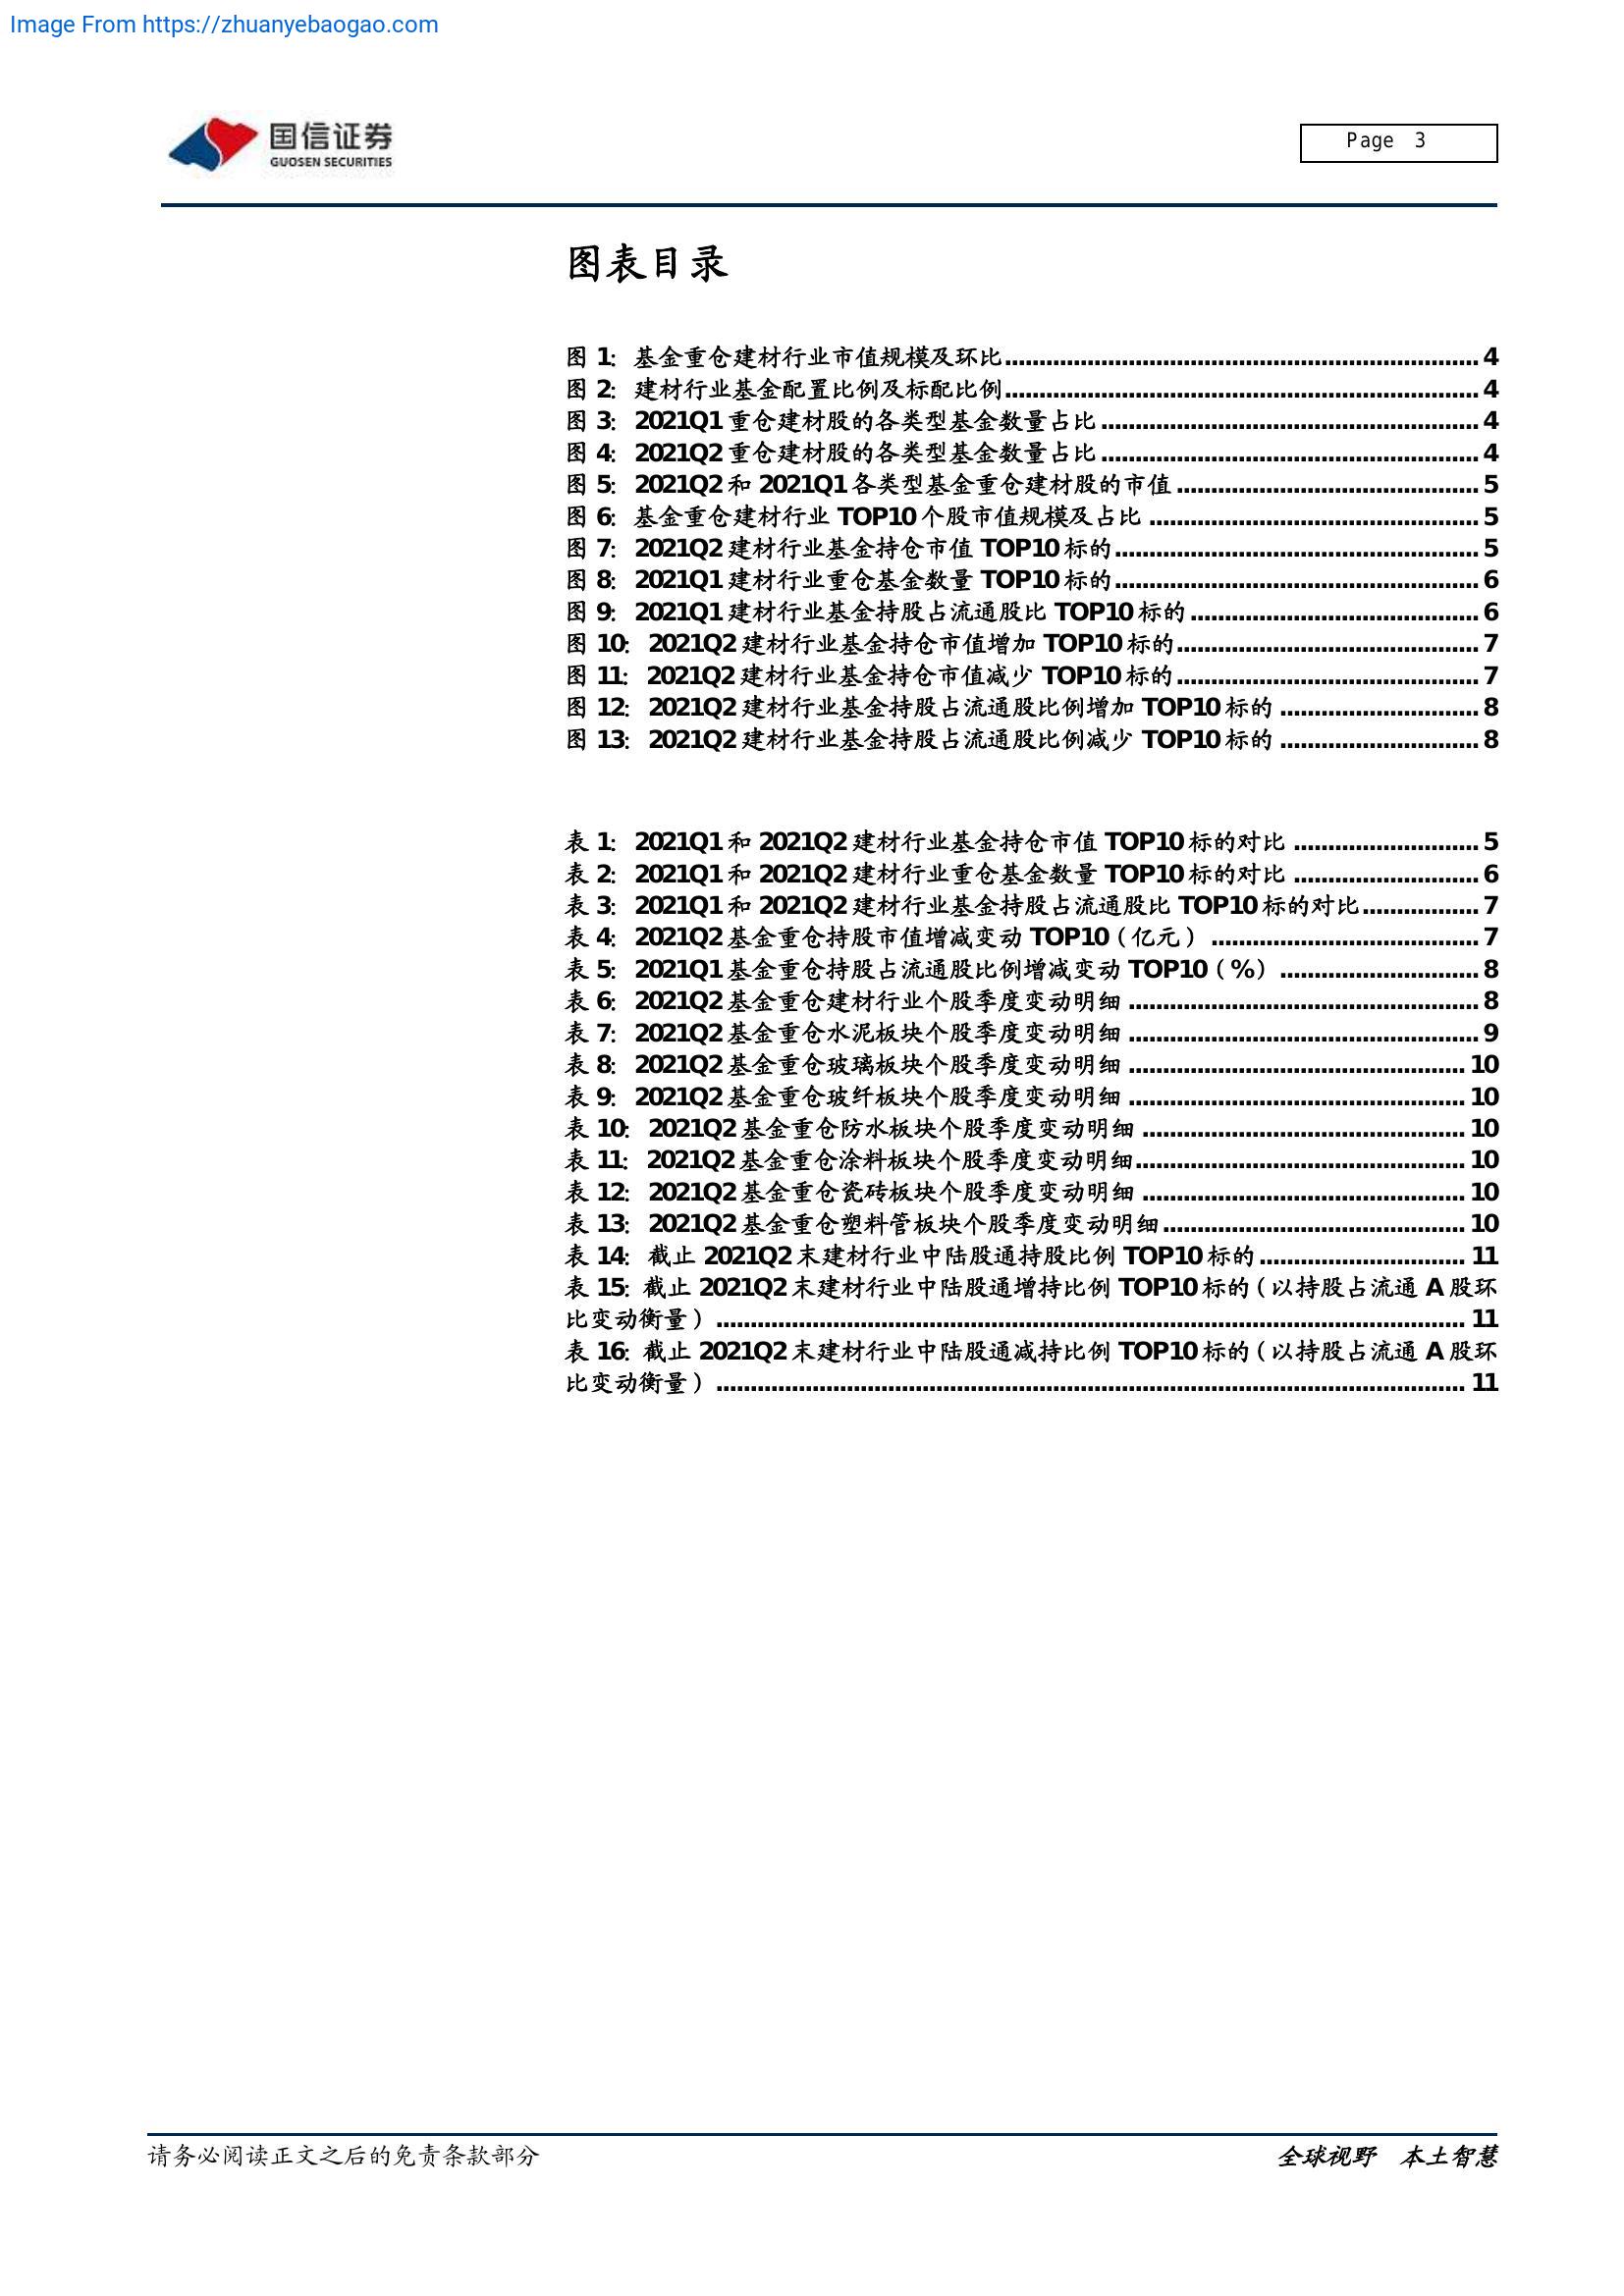 Image From https://zhuanyebaogao.com
国信证券
GUOSEN SECURITIES
Page 3
图表目录
图 1: 基金重仓建材行业市值规模及环比 4
图 2: 建材行业基金配置比例及标配比例 4
图 3: 2021Q1 重仓建材股的各类型基金数量占比 4
图 4: 2021Q2 重仓建材股的各类型基金数量占比 4
图 5: 2021Q2 和 2021Q1 各类型基金重仓建材股的市值 5
图 6: 基金重仓建材行业 TOP10 个股市值规模及占比 5
图 7: 2021Q2 建材行业基金持仓市值 TOP10 标的 5
图 8: 2021Q1 建材行业重仓基金数量 TOP10 标的 6
图 9: 2021Q1 建材行业基金持股占流通股比 TOP10 标的 6
图 10: 2021Q2 建材行业基金持仓市值增加 TOP10 标的 7
图 11: 2021Q2 建材行业基金持仓市值减少 TOP10 标的 7
图 12: 2021Q2 建材行业基金持股占流通股比例增加 TOP10 标的 8
图 13: 2021Q2 建材行业基金持股占流通股比例减少 TOP10 标的 8
表 1: 2021Q1 和 2021Q2 建材行业基金持仓市值 TOP10 标的对比 5
表 2: 2021Q1 和 2021Q2 建材行业重仓基金数量 TOP10 标的对比 6
表 3: 2021Q1 和 2021Q2 建材行业基金持股占流通股比 TOP10 标的对比 7
表 4: 2021Q2 基金重仓持股市值增减变动 TOP10（亿元） 7
表 5: 2021Q1 基金重仓持股占流通股比例增减变动 TOP10（%） 8
表 6: 2021Q2 基金重仓建材行业个股季度变动明细 8
表 7: 2021Q2 基金重仓水泥板块个股季度变动明细 9
表 8: 2021Q2 基金重仓玻璃板块个股季度变动明细 10
表 9: 2021Q2 基金重仓玻纤板块个股季度变动明细 10
表 10: 2021Q2 基金重仓防水板块个股季度变动明细 10
表 11: 2021Q2 基金重仓涂料板块个股季度变动明细 10
表 12: 2021Q2 基金重仓瓷砖板块个股季度变动明细 10
表 13: 2021Q2 基金重仓塑料管板块个股季度变动明细 10
表 14: 截止 2021Q2 末建材行业中陆股通持股比例 TOP10 标的 11
表 15: 截止 2021Q2 末建材行业中陆股通增持比例 TOP10 标的（以持股占流通 A 股环
比变动衡量） 11
表 16: 截止 2021Q2 末建材行业中陆股通减持比例 TOP10 标的（以持股占流通 A 股环
比变动衡量） 11
请务必阅读正文之后的免责条款部分
全球视野 本土智慧